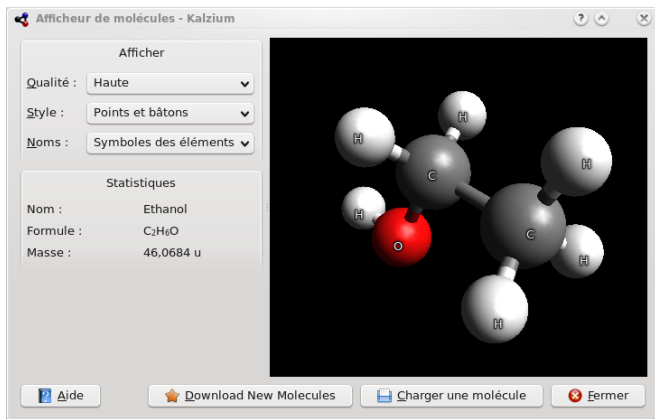 Afficheur de molécules - Kalzium
Afficher
Qualité : Haute
Style : Points et bâtons
Noms : Symboles des éléments
Statistiques
Nom : Ethanol
Formule : C₂H₆O
Masse : 46,0684 u
H
H
C
H
H
O
C
H
H
Aide
Download New Molecules
Charger une molécule
Fermer